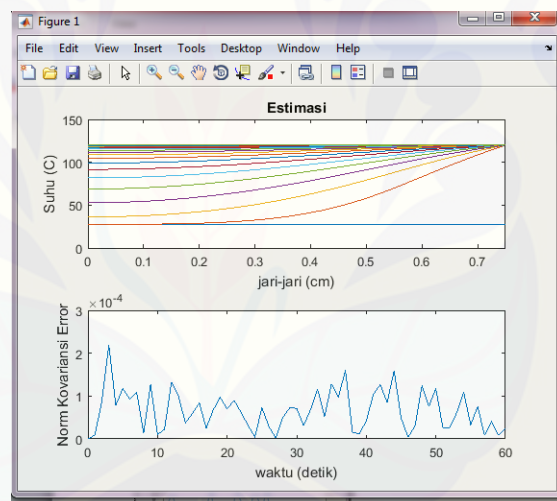 Figure 1
File Edit View Insert Tools Desktop Window Help
Estimasi
150
100
50
0
Suhu (C)
0 0.1 0.2 0.3 0.4 0.5 0.6 0.7
jari-jari (cm)
×10-4
3
2
1
0
Norm Kovariansi Error
0 10 20 30 40 50 60
waktu (detik)